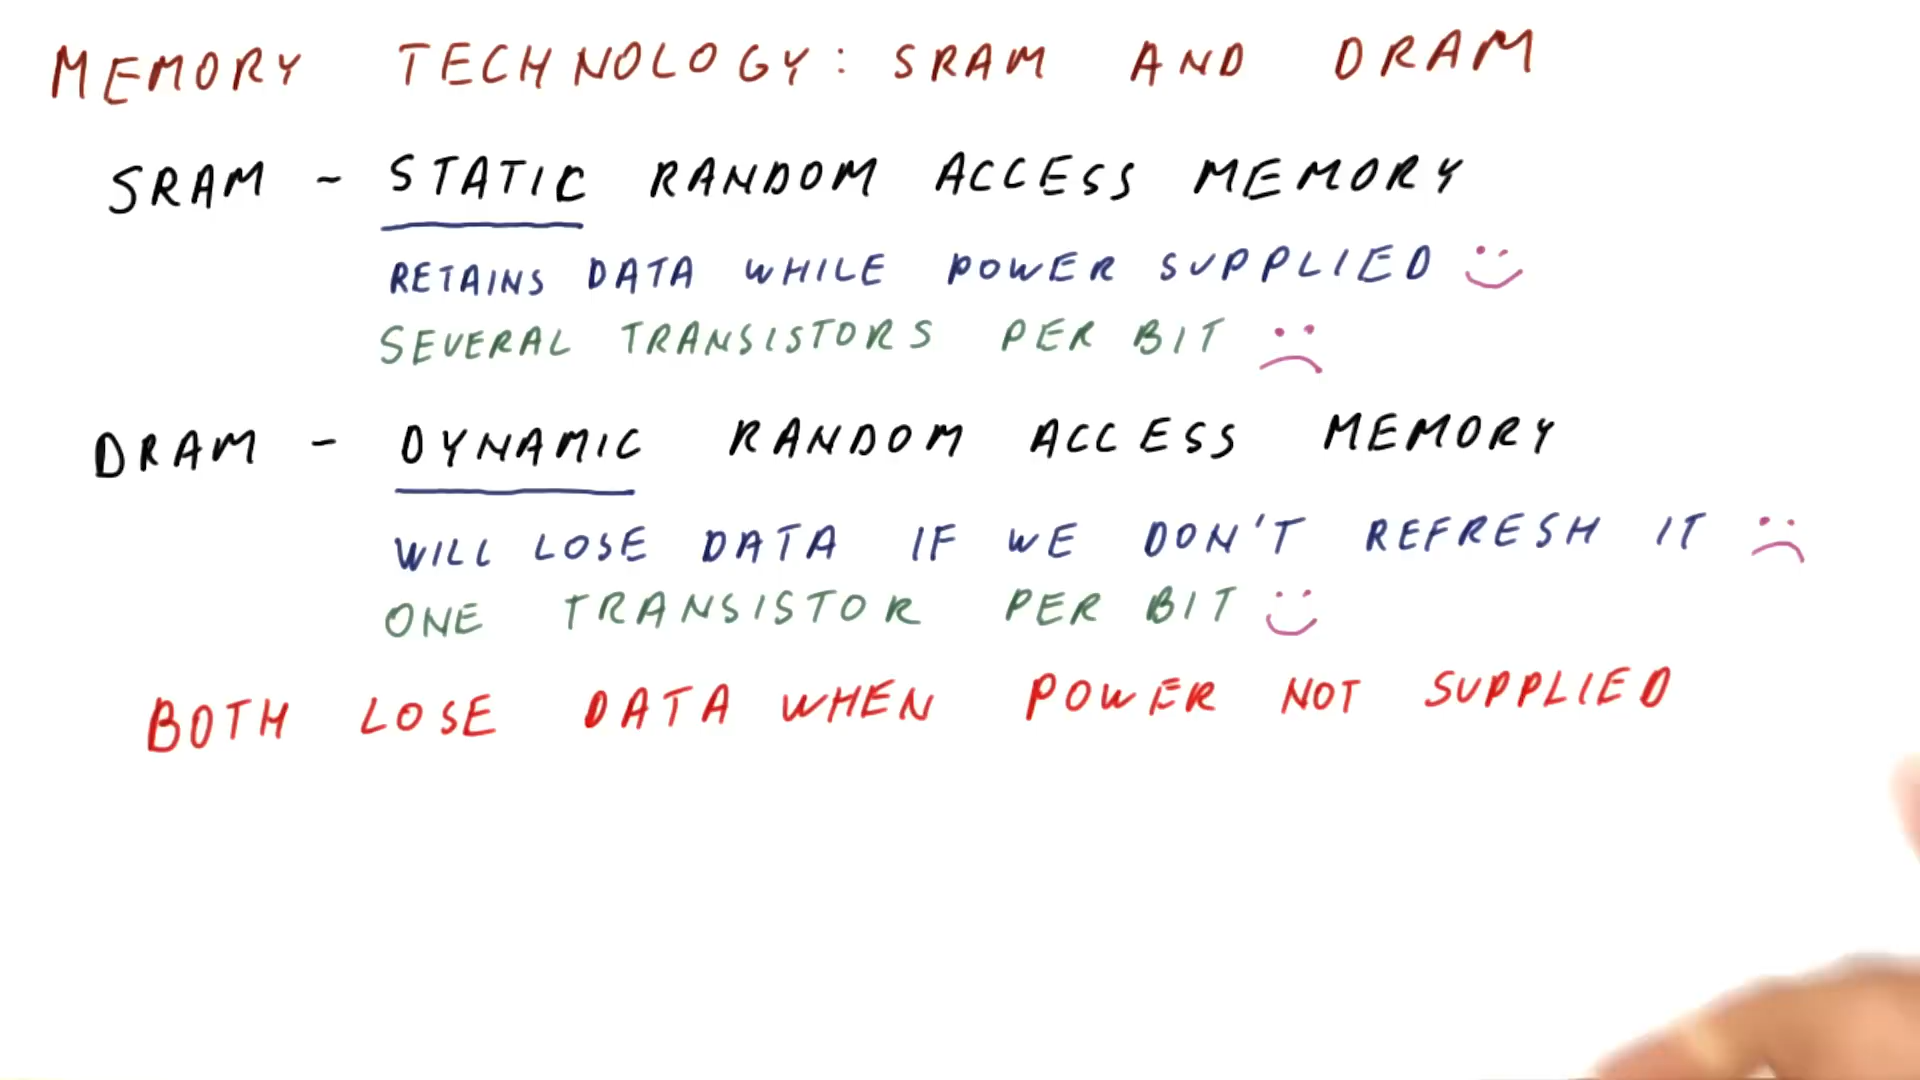 MEMORY TECHNOLOGY: SRAM AND DRAM
SRAM - STATIC RANDOM ACCESS MEMORY
RETAINS DATA WHILE POWER SUPPLIED
SEVERAL TRANSISTORS PER BIT
DRAM - DYNAMIC RANDOM ACCESS MEMORY
WILL LOSE DATA IF WE DON'T REFRESH IT
ONE TRANSISTOR PER BIT
BOTH LOSE DATA WHEN POWER NOT SUPPLIED